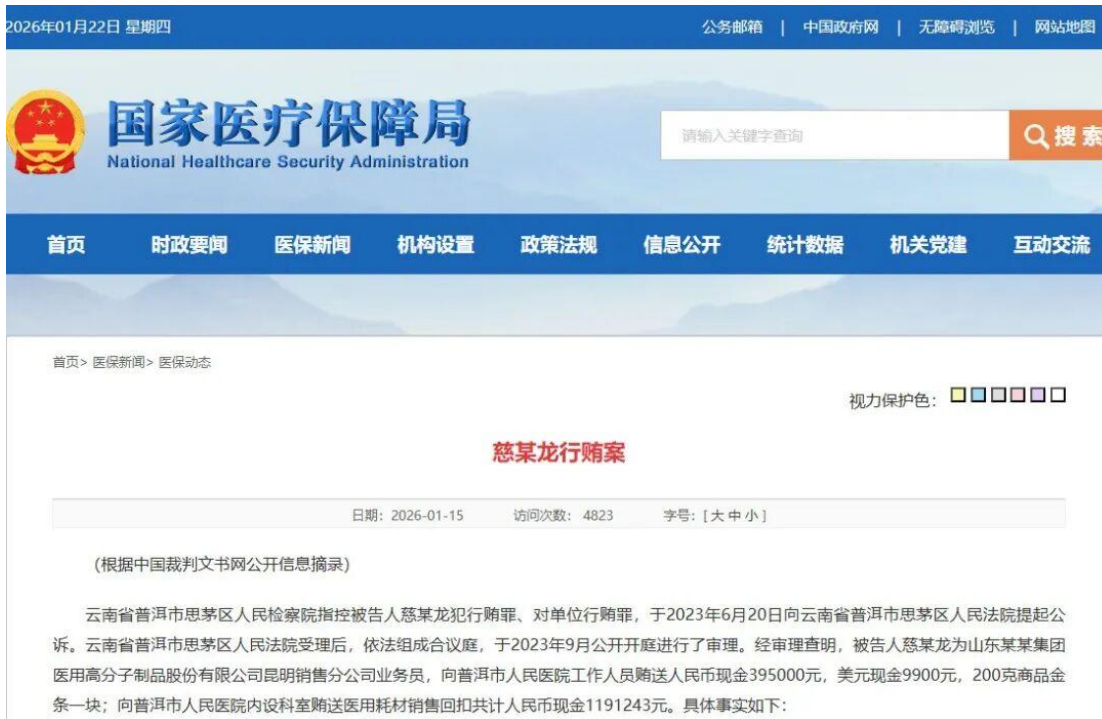 2026年01月22日 星期四
公务邮箱 | 中国政府网 | 无障碍浏览 | 网站地图
国家医疗保障局
National Healthcare Security Administration
请输入关键字查询
搜索
首页 时政要闻 医保新闻 机构设置 政策法规 信息公开 统计数据 机关党建 互动交流
首页> 医保新闻> 医保动态
视力保护色：
慈某龙行贿案
日期：2026-01-15 访问次数：4823 字号：[ 大 中 小 ]
（根据中国裁判文书网公开信息摘录）
云南省普洱市思茅区人民检察院指控被告人慈某龙犯行贿罪、对单位行贿罪，于2023年6月20日向云南省普洱市思茅区人民法院提起公
诉。云南省普洱市思茅区人民法院受理后，依法组成合议庭，于2023年9月公开开庭进行了审理。经审理查明，被告人慈某龙为山东某某集团
医用高分子制品股份有限公司昆明销售分公司业务员，向普洱市人民医院工作人员贿送人民币现金395000元，美元现金9900元，200克商品金
条一块；向普洱市人民医院内设科室贿送医用耗材销售回扣共计人民币现金1191243元。具体事实如下：